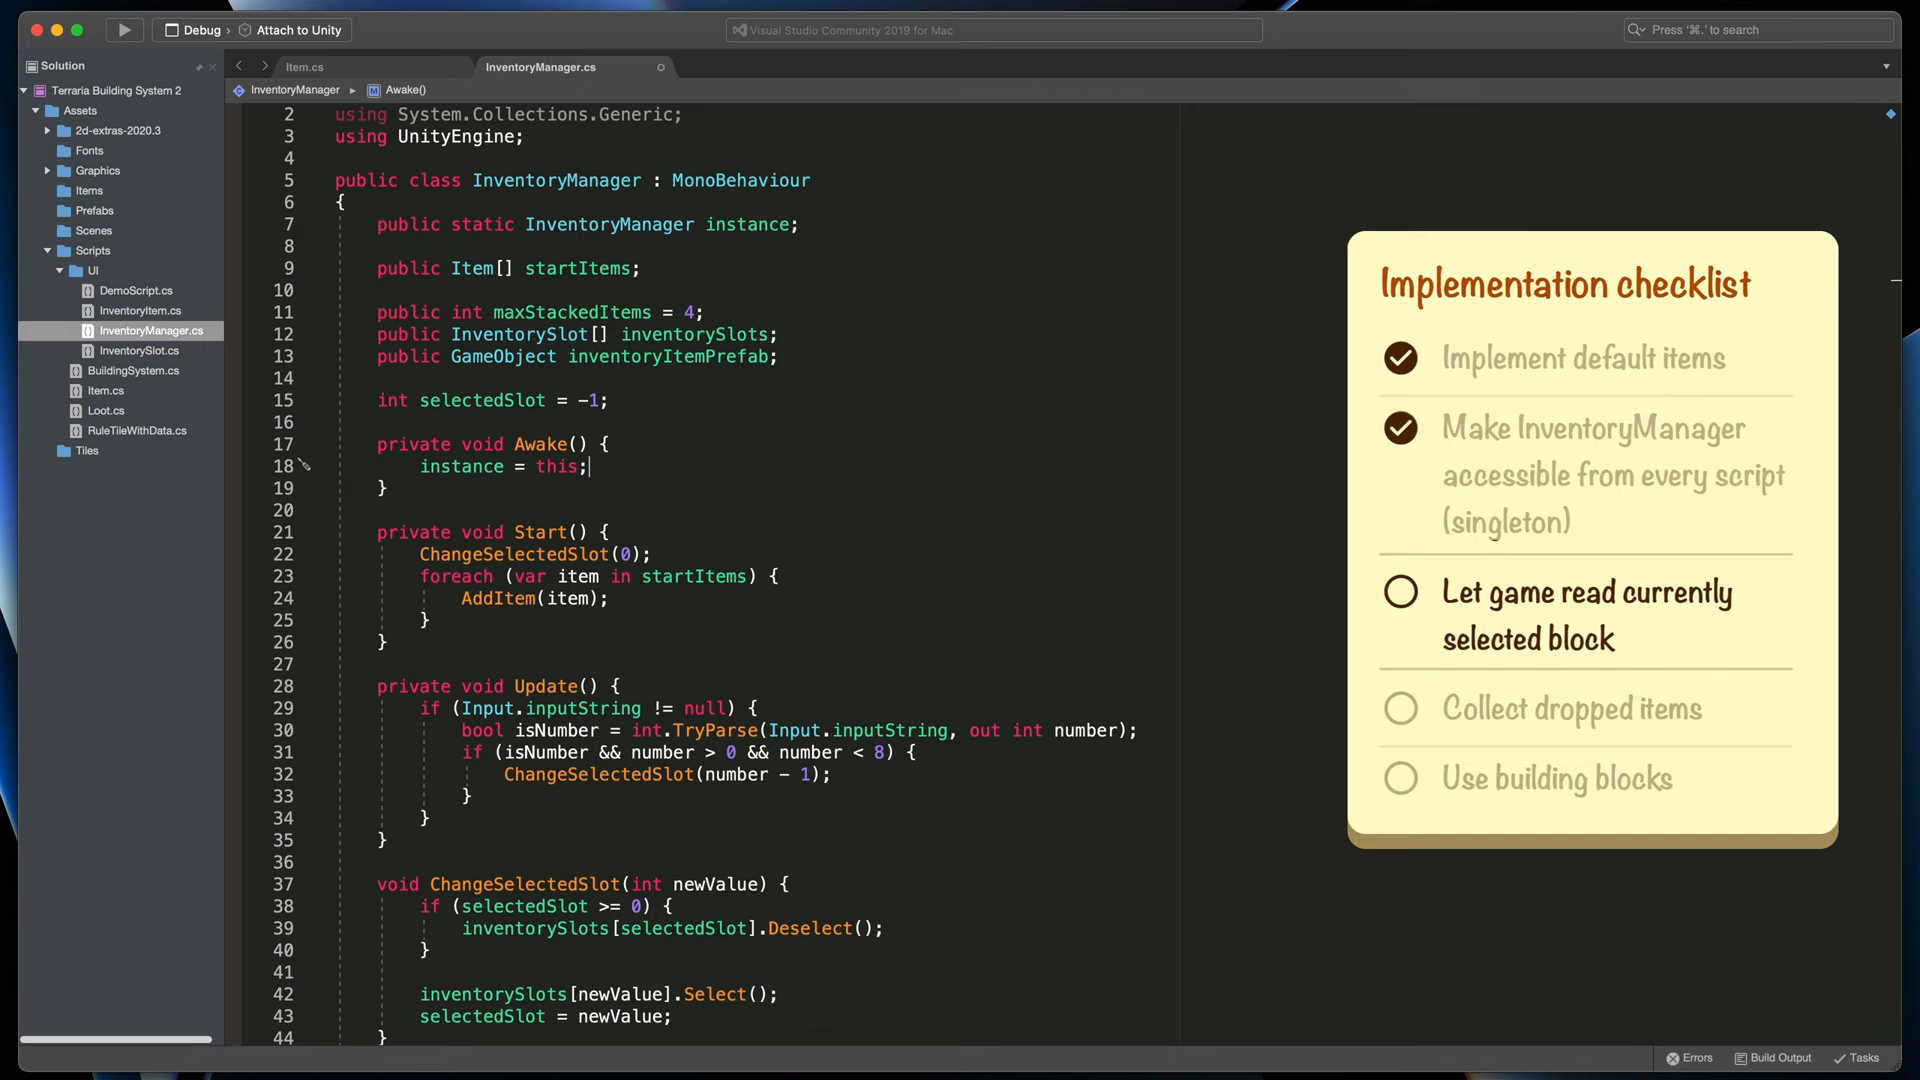 Debug › Attach to Unity
Visual Studio Community 2019 for Mac
Press '⌘.' to search
Solution
Item.cs
InventoryManager.cs
InventoryManager ▸ Awake()
Terraria Building System 2
Assets
2d-extras-2020.3
Fonts
Graphics
Items
Prefabs
Scenes
Scripts
UI
DemoScript.cs
InventoryItem.cs
InventoryManager.cs
InventorySlot.cs
BuildingSystem.cs
Item.cs
Loot.cs
RuleTileWithData.cs
Tiles
2 using System.Collections.Generic;
3 using UnityEngine;
4
5 public class InventoryManager : MonoBehaviour
6 {
7 public static InventoryManager instance;
8
9 public Item[] startItems;
10
11 public int maxStackedItems = 4;
12 public InventorySlot[] inventorySlots;
13 public GameObject inventoryItemPrefab;
14
15 int selectedSlot = -1;
16
17 private void Awake() {
18 instance = this;
19 }
20
21 private void Start() {
22 ChangeSelectedSlot(0);
23 foreach (var item in startItems) {
24 AddItem(item);
25 }
26 }
27
28 private void Update() {
29 if (Input.inputString != null) {
30 bool isNumber = int.TryParse(Input.inputString, out int number);
31 if (isNumber && number > 0 && number < 8) {
32 ChangeSelectedSlot(number - 1);
33 }
34 }
35 }
36
37 void ChangeSelectedSlot(int newValue) {
38 if (selectedSlot >= 0) {
39 inventorySlots[selectedSlot].Deselect();
40 }
41
42 inventorySlots[newValue].Select();
43 selectedSlot = newValue;
44 }
Implementation checklist
Implement default items
Make InventoryManager
accessible from every script
(singleton)
Let game read currently
selected block
Collect dropped items
Use building blocks
Errors
Build Output
Tasks